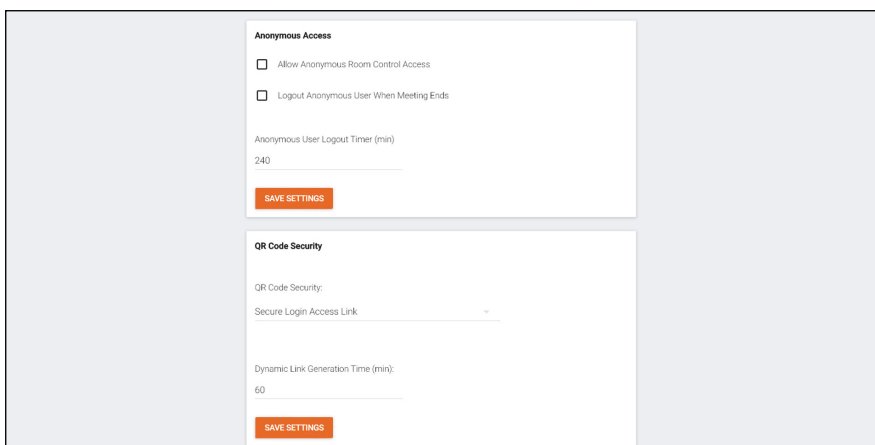 Anonymous Access
Allow Anonymous Room Control Access
Logout Anonymous User When Meeting Ends
Anonymous User Logout Timer (min)
240
SAVE SETTINGS
QR Code Security
QR Code Security:
Secure Login Access Link
Dynamic Link Generation Time (min):
60
SAVE SETTINGS